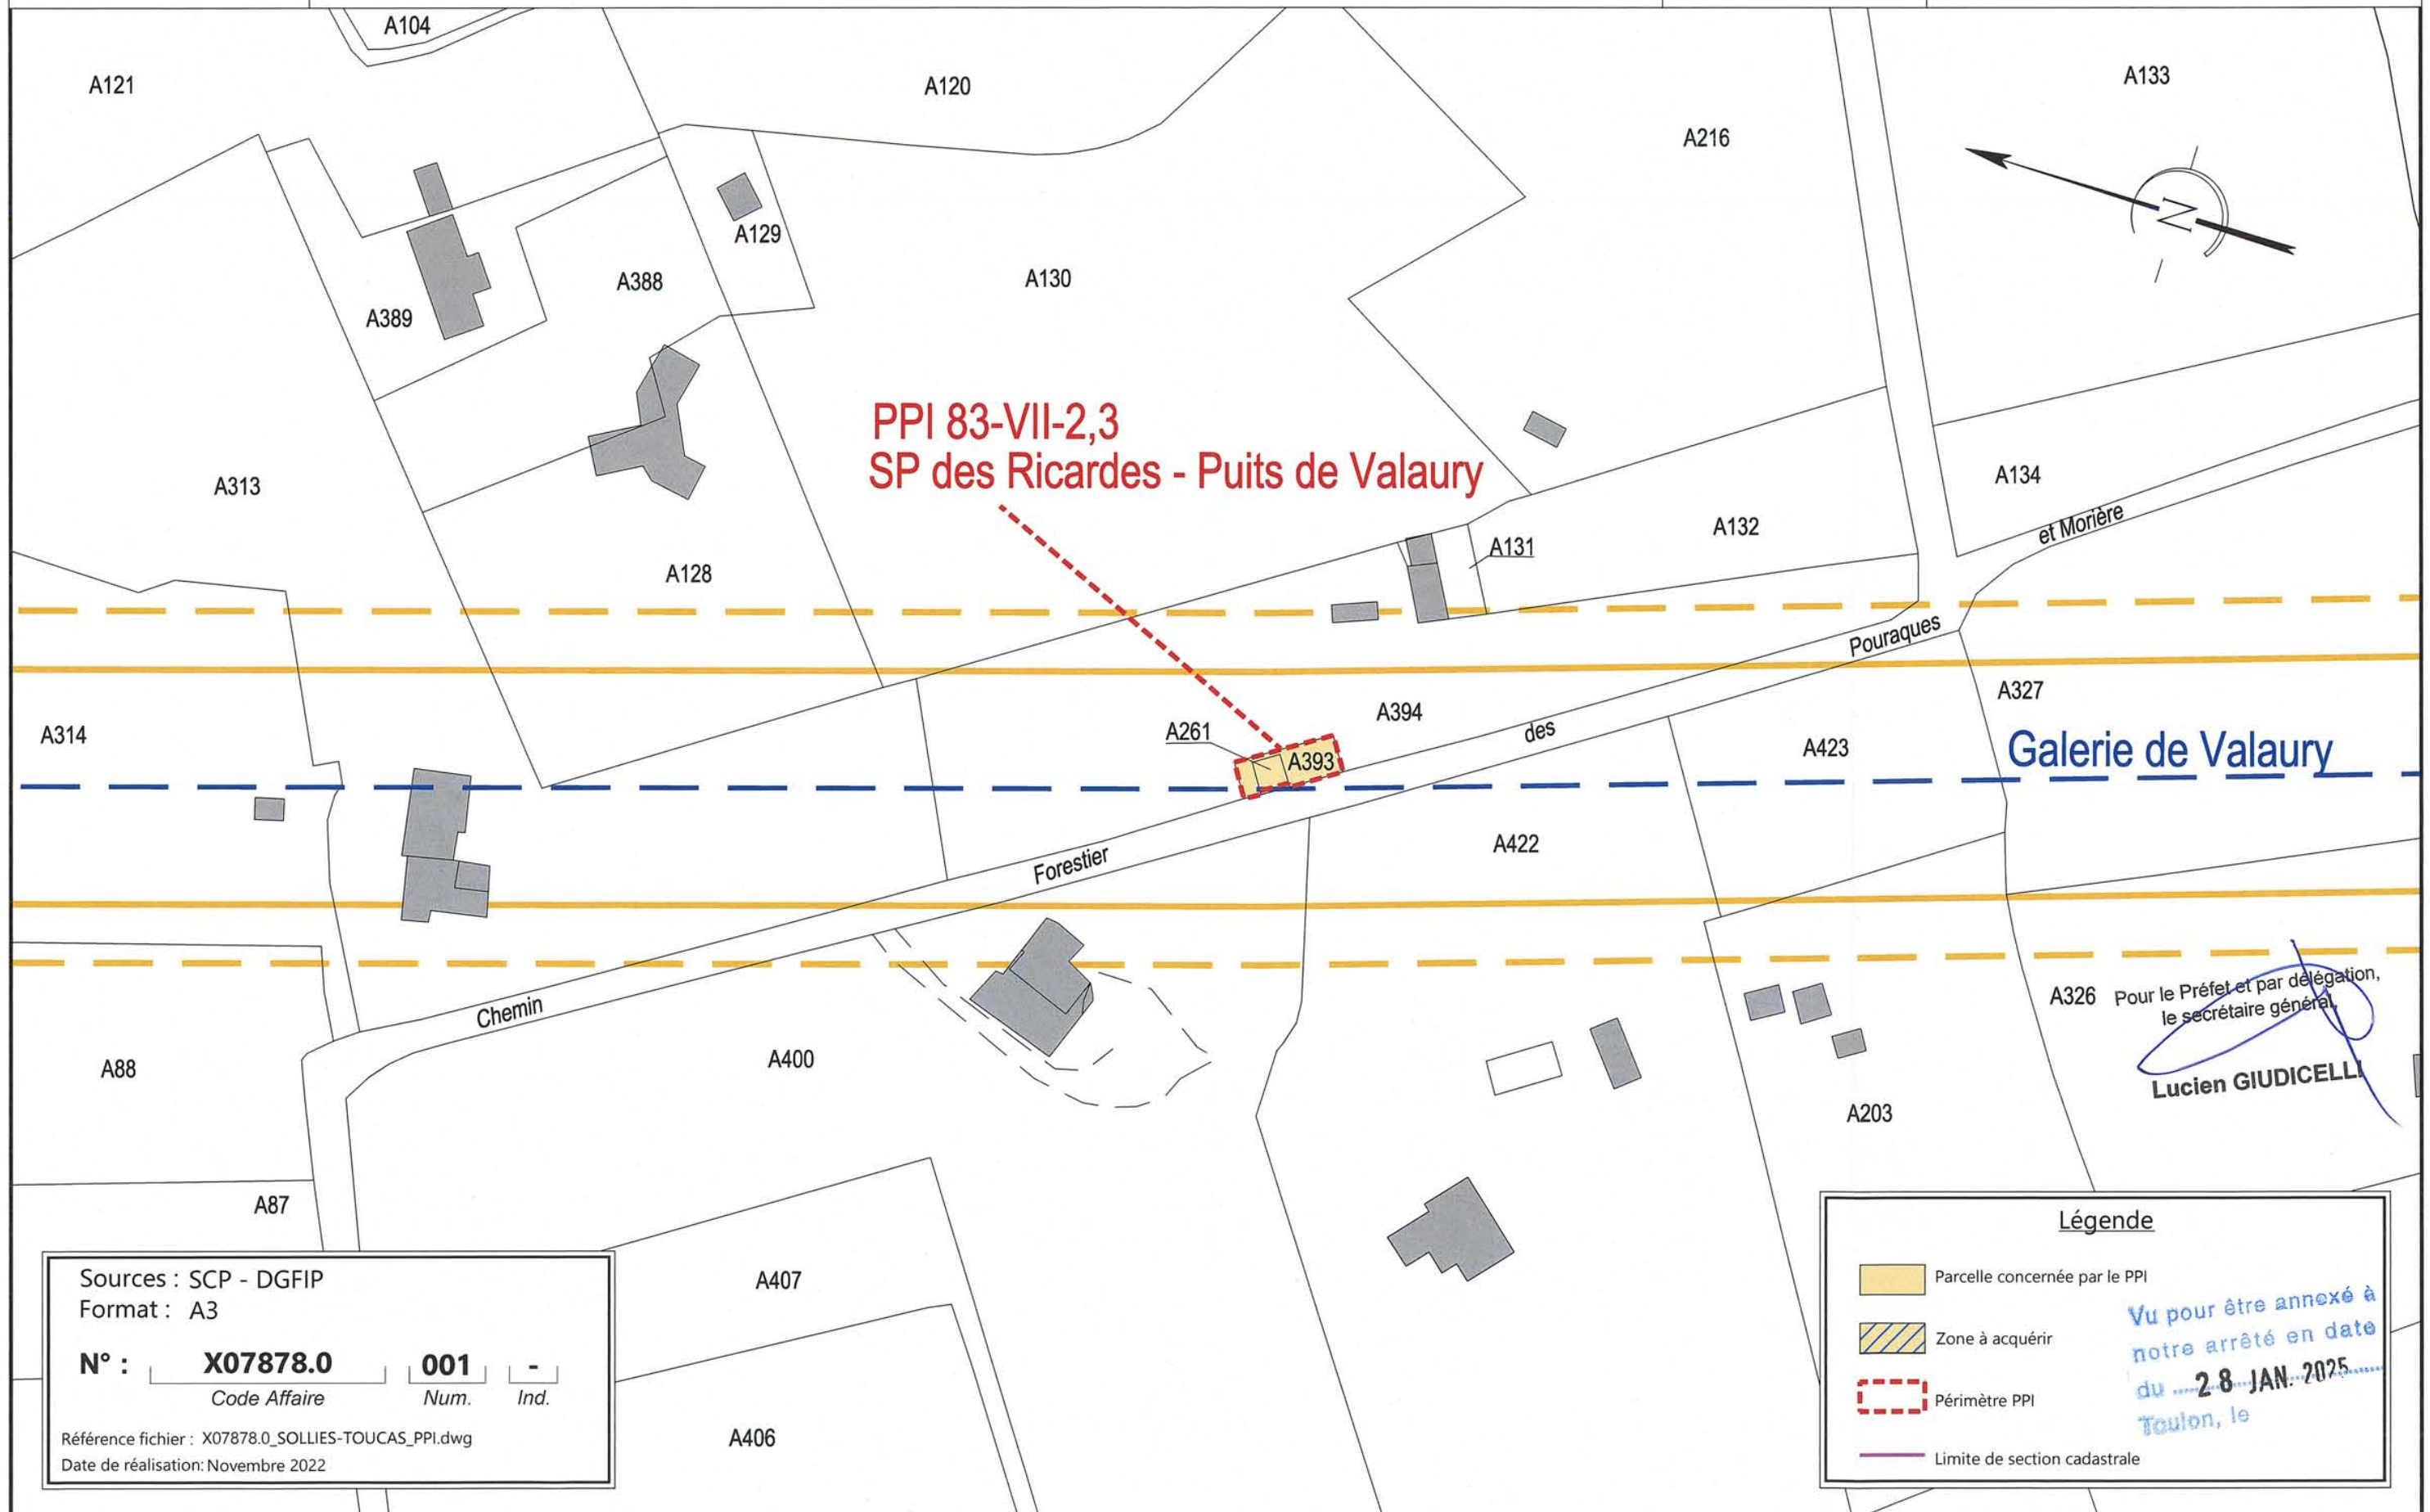 A104
A121
A120
A133
A216
A129
A130
A388
A389
N
PPI 83-VII-2,3
SP des Ricardes - Puits de Valaury
A313
A134
A132
et Morière
A131
A128
Pouraques
A327
A394
A261
des
A314
A423
Galerie de Valaury
A393
A422
Forestier
A326
Pour le Préfet et par délégation,
le secrétaire général,
Lucien GIUDICELLI
Chemin
A400
A88
A203
A87
A407
A406
Sources : SCP - DGFIP
Format : A3
N° : X07878.0 001 -
Code Affaire Num. Ind.
Référence fichier : X07878.0_SOLLIES-TOUCAS_PPI.dwg
Date de réalisation: Novembre 2022
Légende
Parcelle concernée par le PPI
Zone à acquérir
Périmètre PPI
Limite de section cadastrale
Vu pour être annexé à
notre arrêté en date
du 28 JAN. 2025
Toulon, le